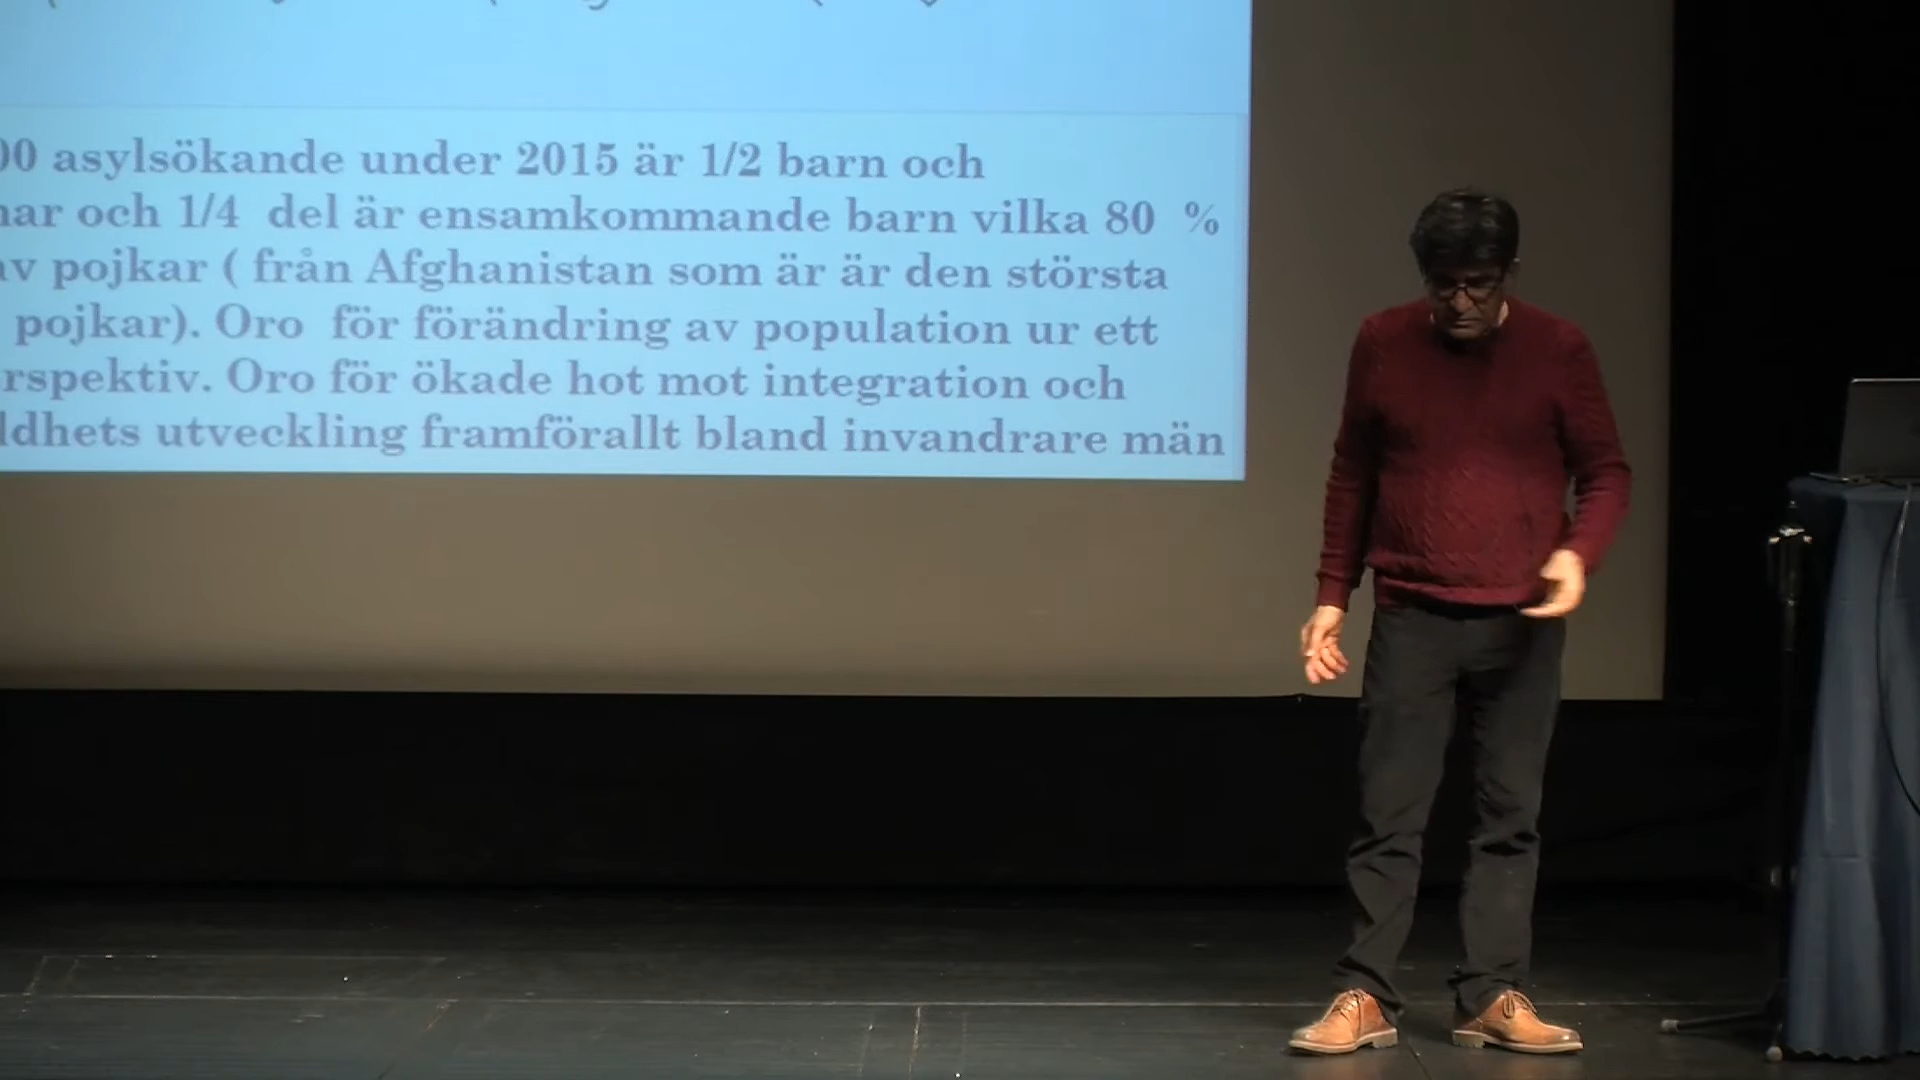 00 asylsökande under 2015 är 1/2 barn och
och 1/4 del är ensamkommande barn vilka 80 %
av pojkar ( från Afghanistan som är är den största
pojkar). Oro för förändring av population ur ett
rspektiv. Oro för ökade hot mot integration och
ldhets utveckling framförallt bland invandrare män